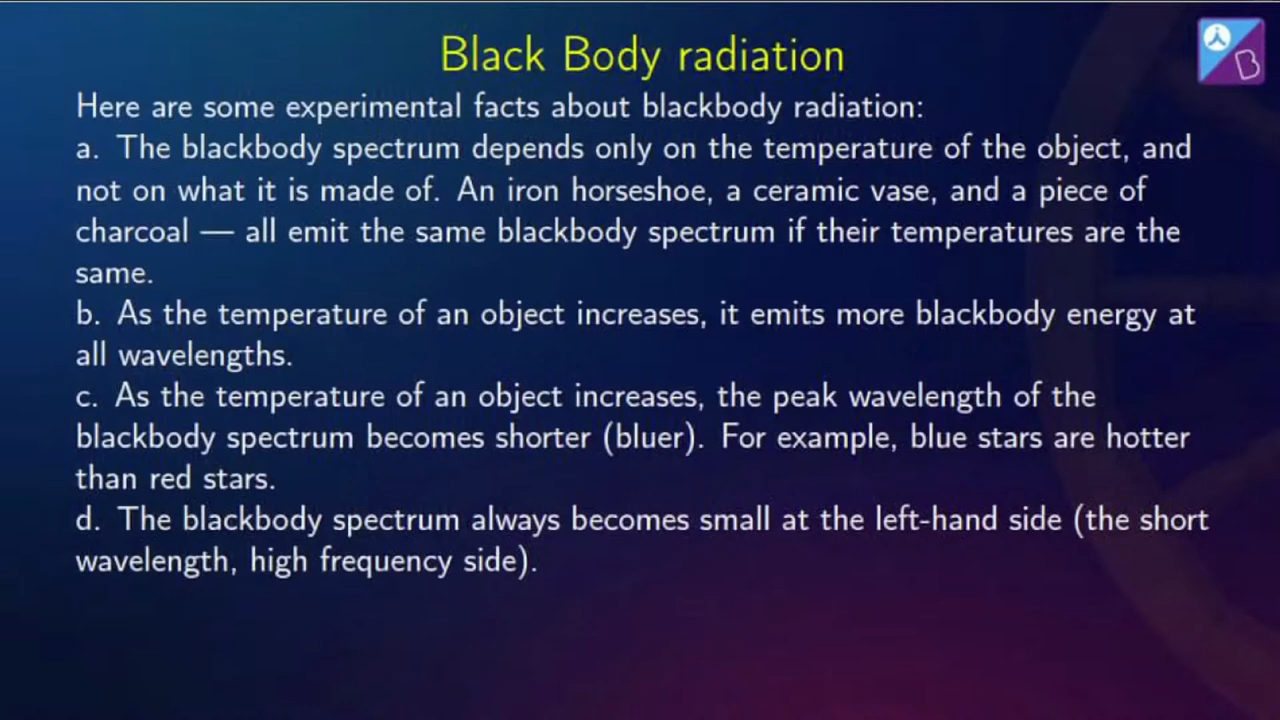 Black Body radiation
Here are some experimental facts about blackbody radiation:
a. The blackbody spectrum depends only on the temperature of the object, and
not on what it is made of. An iron horseshoe, a ceramic vase, and a piece of
charcoal — all emit the same blackbody spectrum if their temperatures are the
same.
b. As the temperature of an object increases, it emits more blackbody energy at
all wavelengths.
c. As the temperature of an object increases, the peak wavelength of the
blackbody spectrum becomes shorter (bluer). For example, blue stars are hotter
than red stars.
d. The blackbody spectrum always becomes small at the left-hand side (the short
wavelength, high frequency side).